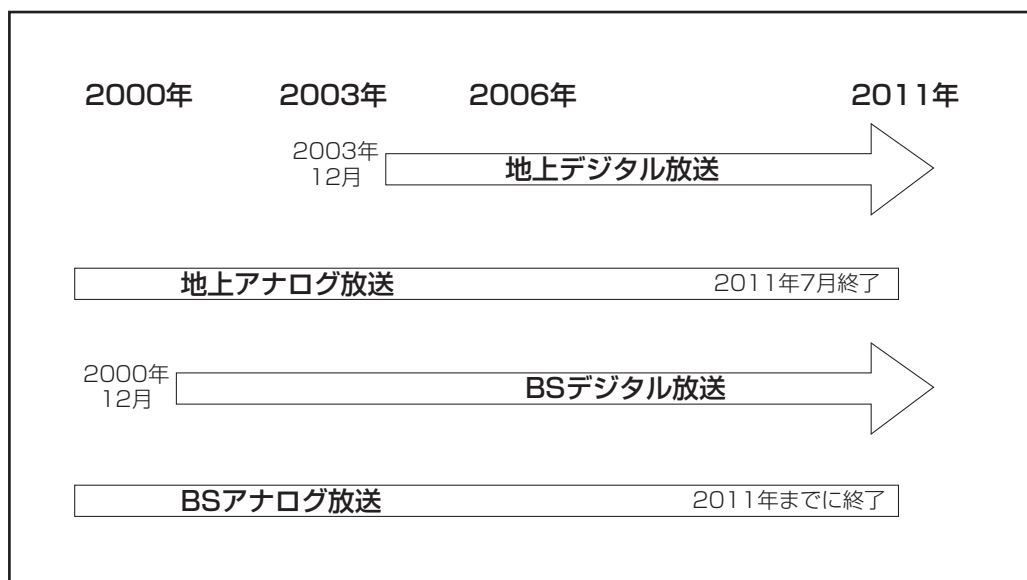 2000年 2003年 2006年 2011年
2003年
12月
地上デジタル放送
地上アナログ放送 2011年7月終了
2000年
12月
BSデジタル放送
BSアナログ放送 2011年までに終了